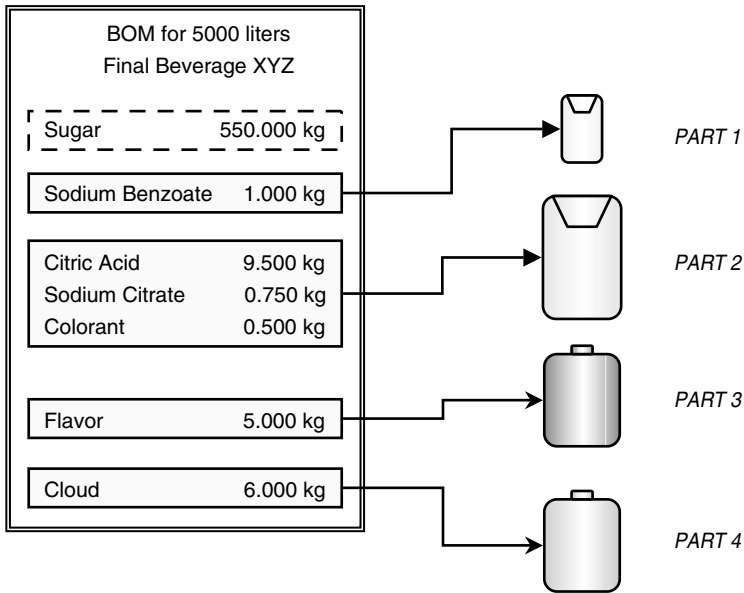 BOM for 5000 liters
Final Beverage XYZ
Sugar 550.000 kg
PART 1
Sodium Benzoate 1.000 kg
Citric Acid 9.500 kg
PART 2
Sodium Citrate 0.750 kg
Colorant 0.500 kg
PART 3
Flavor 5.000 kg
Cloud 6.000 kg
PART 4